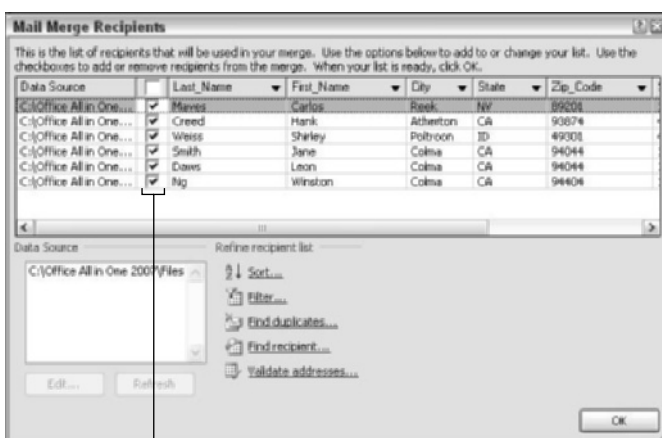 Mail Merge Recipients
This is the list of recipients that will be used in your merge. Use the options below to add to or change your list. Use the
checkboxes to add or remove recipients from the merge. When your list is ready, click OK.
Data Source Last_Name First_Name City State Zip_Code
C:\Office All in One... Mayes Carlos Reek NV 89201
C:\Office All in One... Creed Hank Atherton CA 93874
C:\Office All in One... Weiss Shirley Poltroon ID 49301
C:\Office All in One... Smith Jane Colma CA 94044
C:\Office All in One... Daws Leon Colma CA 94044
C:\Office All in One... Ng Winston Colma CA 94404
Data Source
C:\Office All in One 2007\Files
Edit... Refresh
Refine recipient list
Sort...
Filter...
Find duplicates...
Find recipient...
Validate addresses...
OK